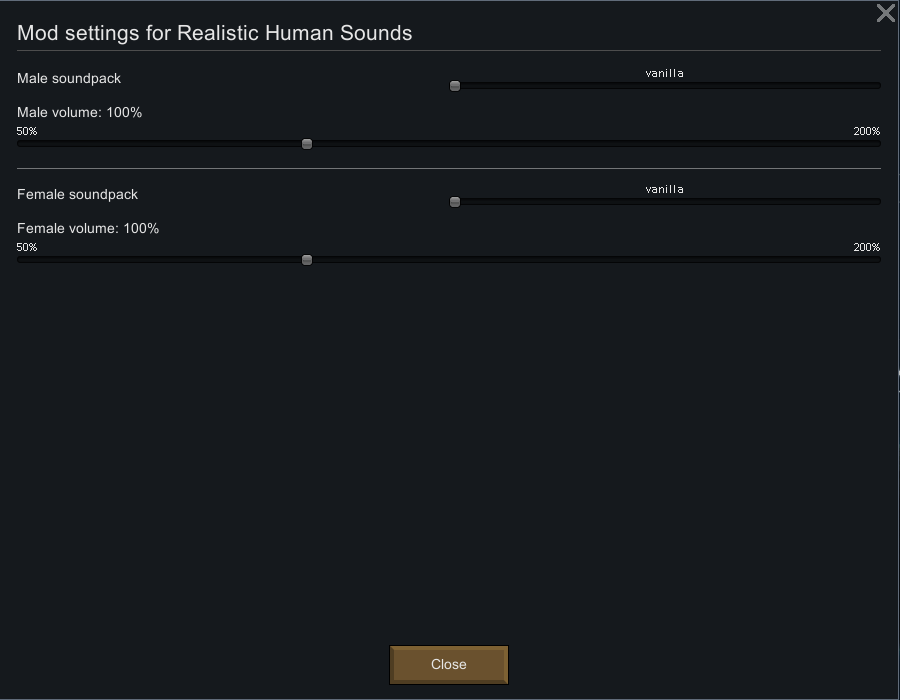 Mod settings for Realistic Human Sounds
Male soundpack
vanilla
Male volume: 100%
50% 200%
Female soundpack
vanilla
Female volume: 100%
50% 200%
Close